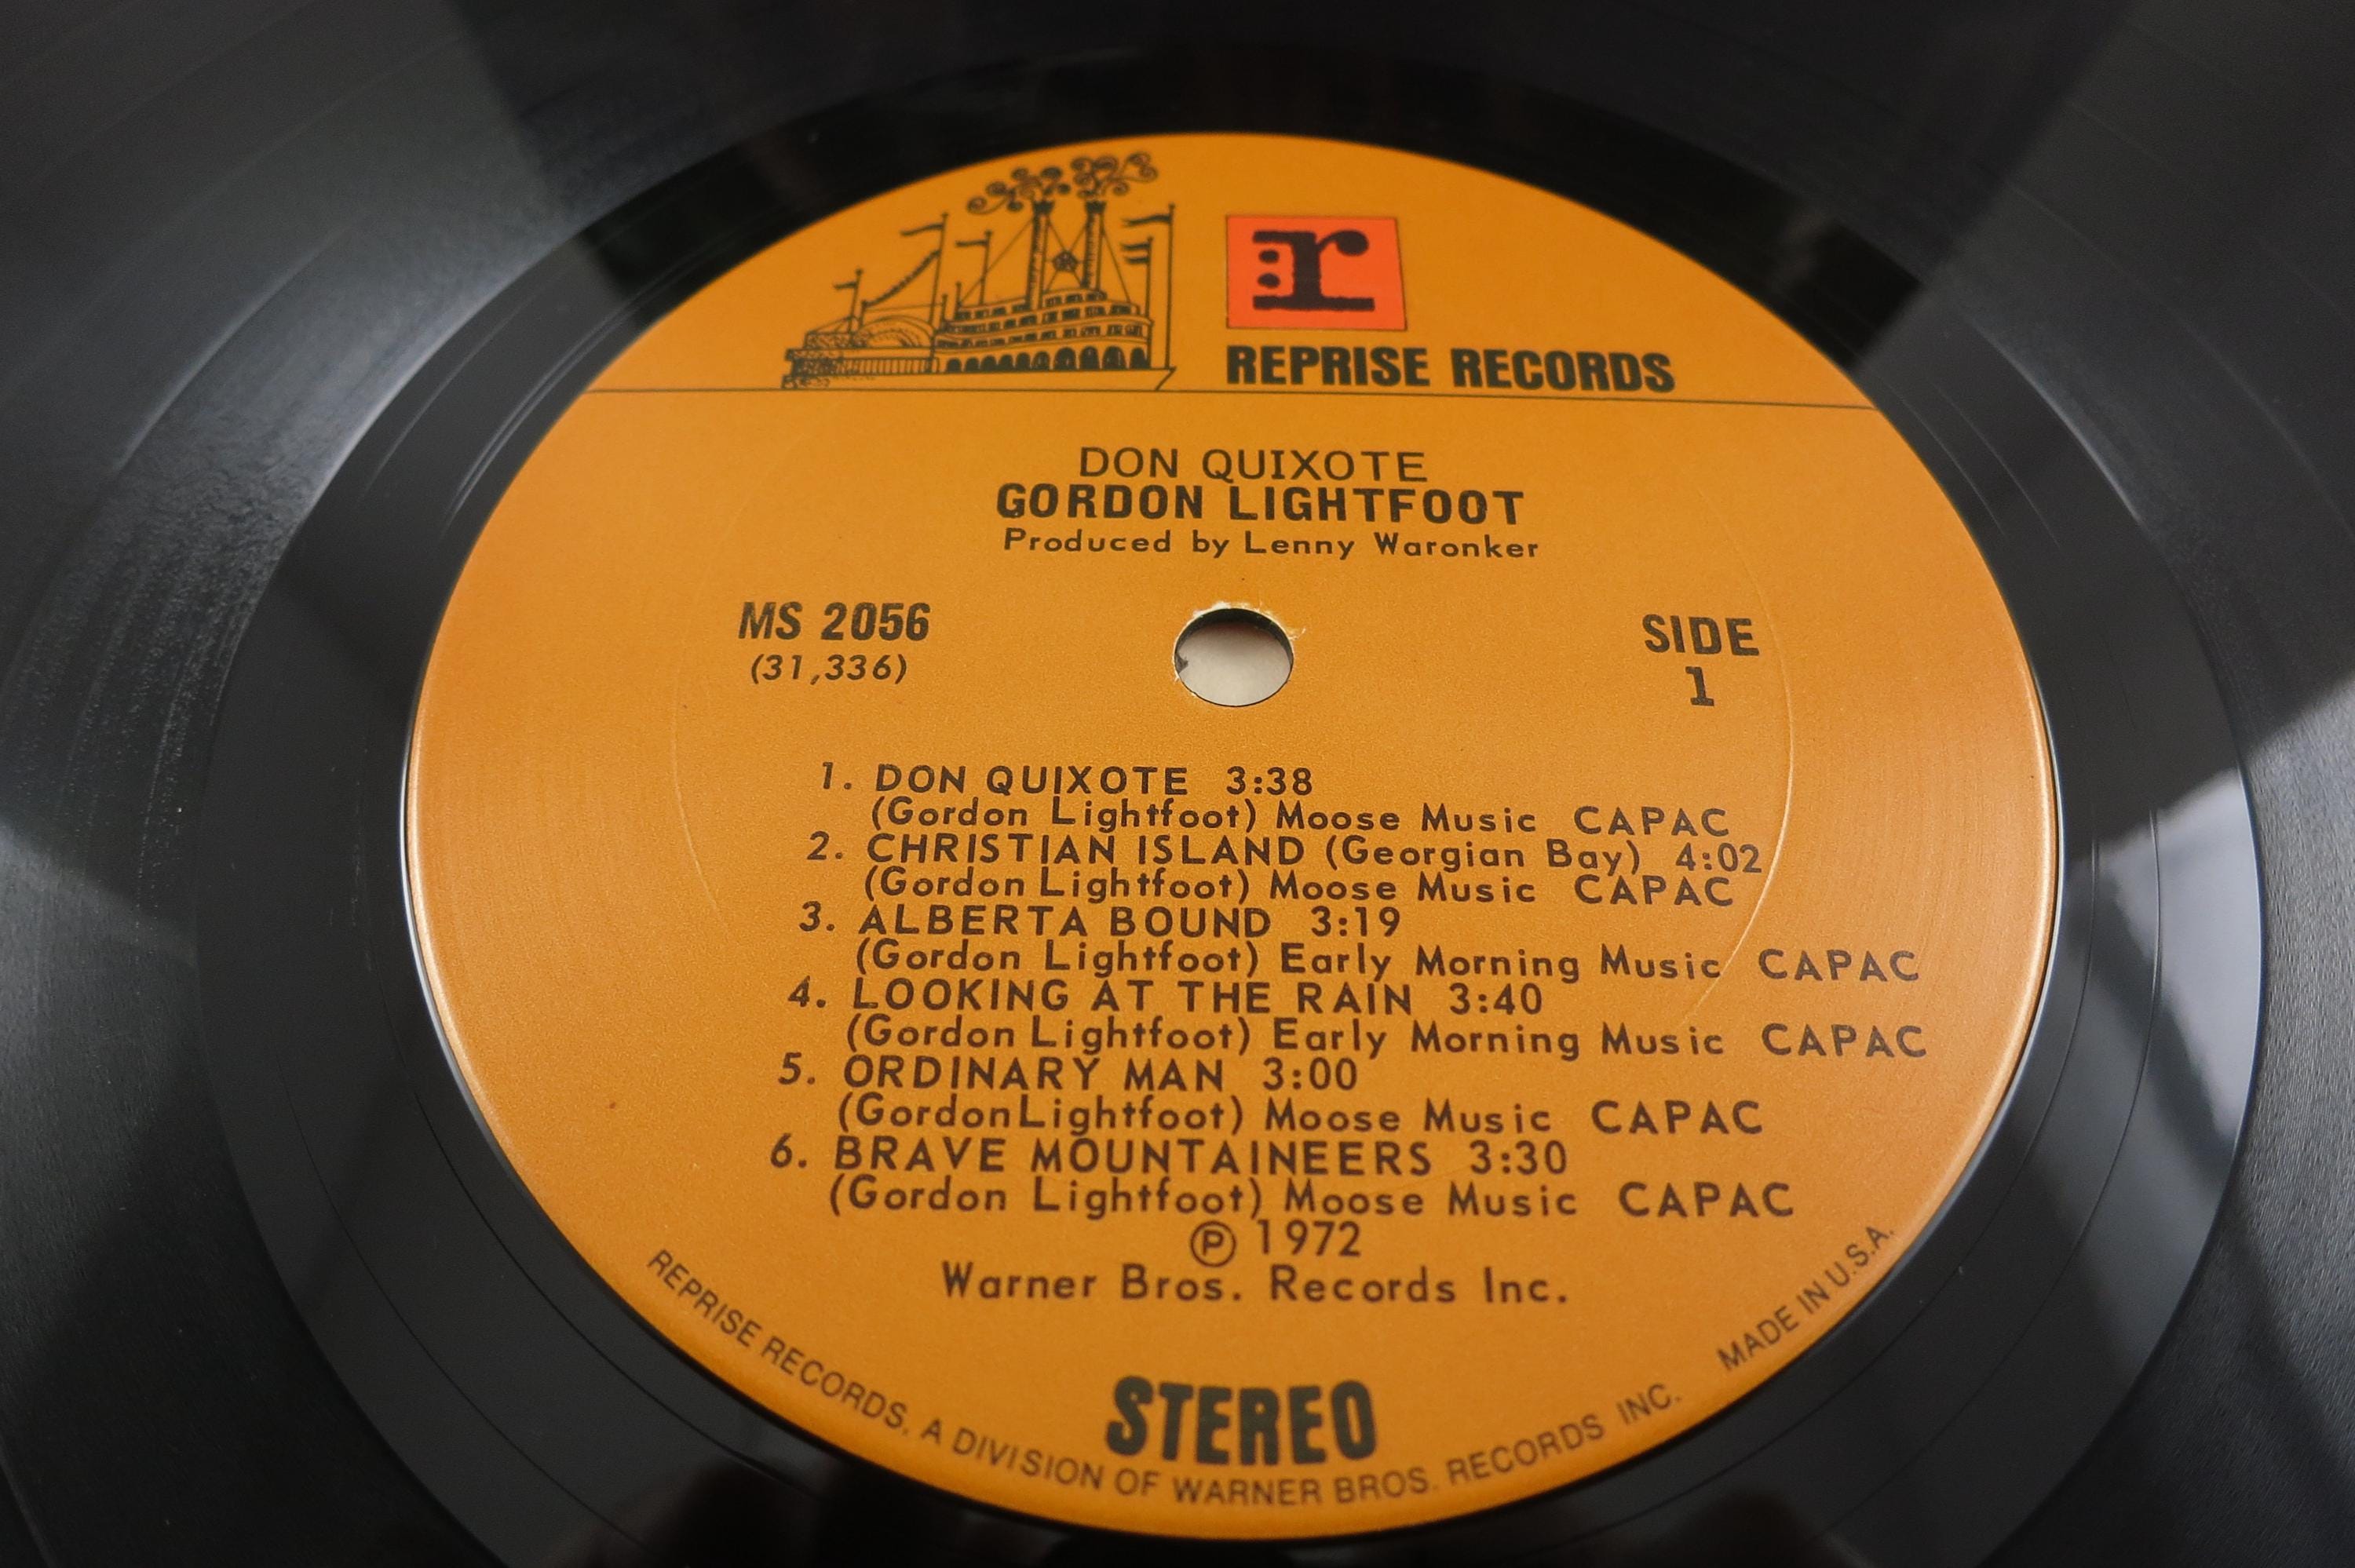 r
REPRISE RECORDS
DON QUIXOTE
GORDON LIGHTFOOT
Produced by Lenny Waronker
MS 2056
(31,336)
SIDE
1
1. DON QUIXOTE 3:38
(Gordon Lightfoot) Moose Music CAPAC
2. CHRISTIAN ISLAND (Georgian Bay) 4:02
(Gordon Lightfoot) Moose Music CAPAC
3. ALBERTA BOUND 3:19
(Gordon Lightfoot) Early Morning Music CAPAC
4. LOOKING AT THE RAIN 3:40
(Gordon Lightfoot) Early Morning Music CAPAC
5. ORDINARY MAN 3:00
(Gordon Lightfoot) Moose Music CAPAC
6. BRAVE MOUNTAINEERS 3:30
(Gordon Lightfoot) Moose Music CAPAC
℗ 1972
Warner Bros. Records Inc.
STEREO
REPRISE RECORDS, A DIVISION OF WARNER BROS. RECORDS INC. MADE IN U.S.A.